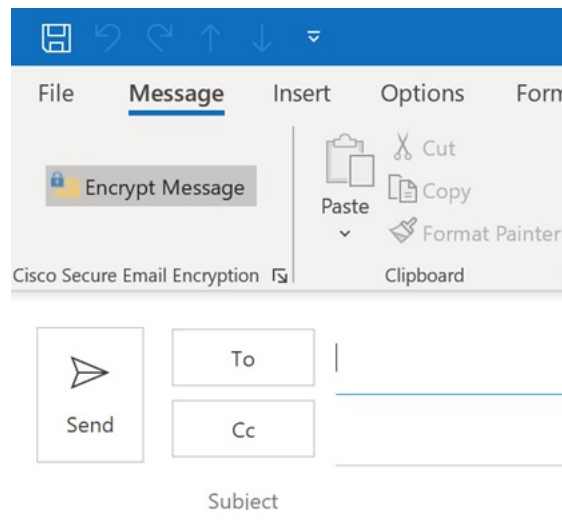 File Message Insert Options
Encrypt Message
Paste
Cut
Copy
Format Painter
Cisco Secure Email Encryption
Clipboard
Send
To
Cc
Subject